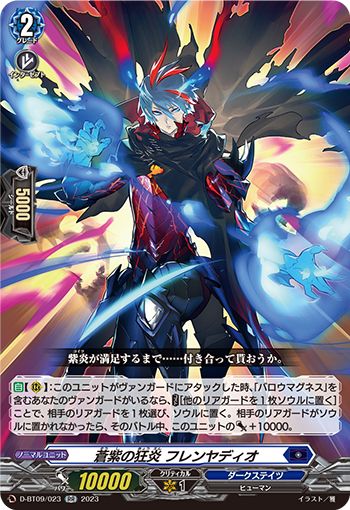 2
グレード
インターセプト
5000
シールド
紫炎が満足するまで……付き合って貰おうか。
自【R】:このユニットがヴァンガードにアタックした時、「バロウマグネス」を
含むあなたのヴァンガードがいるなら、【他のリアガードを1枚ソウルに置く】
ことで、相手のリアガードを1枚選び、ソウルに置く。相手のリアガードがソウル
に置かれなかったら、そのバトル中、このユニットの+10000。
ノーマルユニット
蒼紫の狂炎 フレンヤディオ
パワー
10000
クリティカル
1
ダークステイツ
ヒューマン
D-BT09/023 RR 2023
イラスト/獲